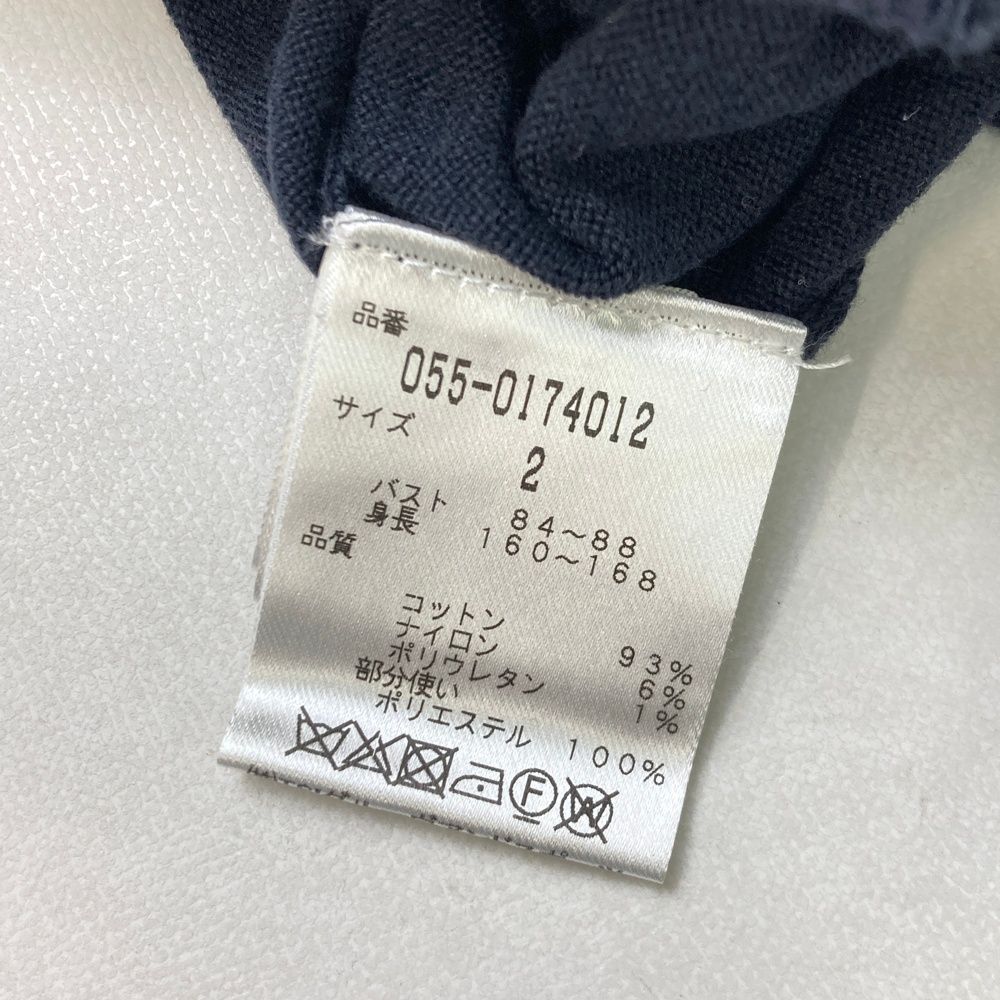 品番
055-0174012
サイズ
2
バスト 84〜88
身長 160〜168
品質
コットン 93%
ナイロン 6%
ポリウレタン 1%
部分使い
ポリエステル 100%
F W